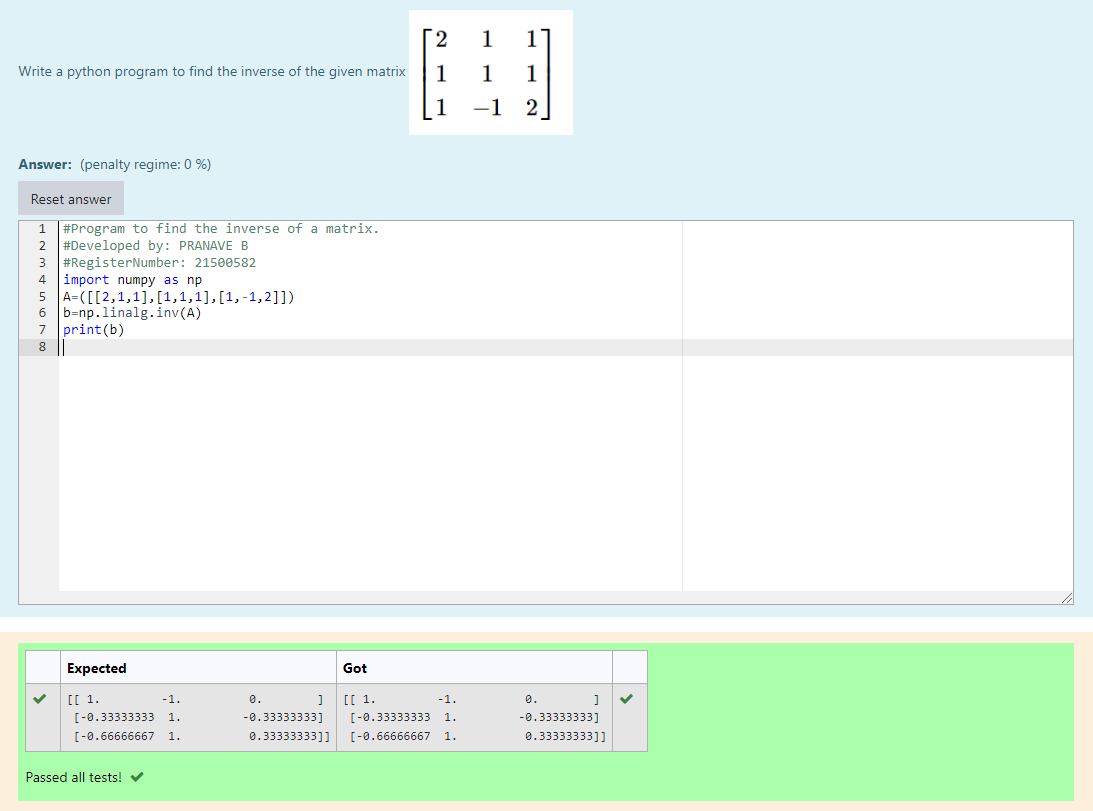 Write a python program to find the inverse of the given matrix
2 1 1
1 1 1
1 −1 2
Answer: (penalty regime: 0 %)
Reset answer
1 #Program to find the inverse of a matrix.
2 #Developed by: PRANAVE B
3 #RegisterNumber: 21500582
4 import numpy as np
5 A=([[2,1,1],[1,1,1],[1,-1,2]])
6 b=np.linalg.inv(A)
7 print(b)
8
Expected Got
[[ 1. -1. 0. ] [[ 1. -1. 0. ]
[-0.33333333 1. -0.33333333] [-0.33333333 1. -0.33333333]
[-0.66666667 1. 0.33333333]] [-0.66666667 1. 0.33333333]]
Passed all tests!